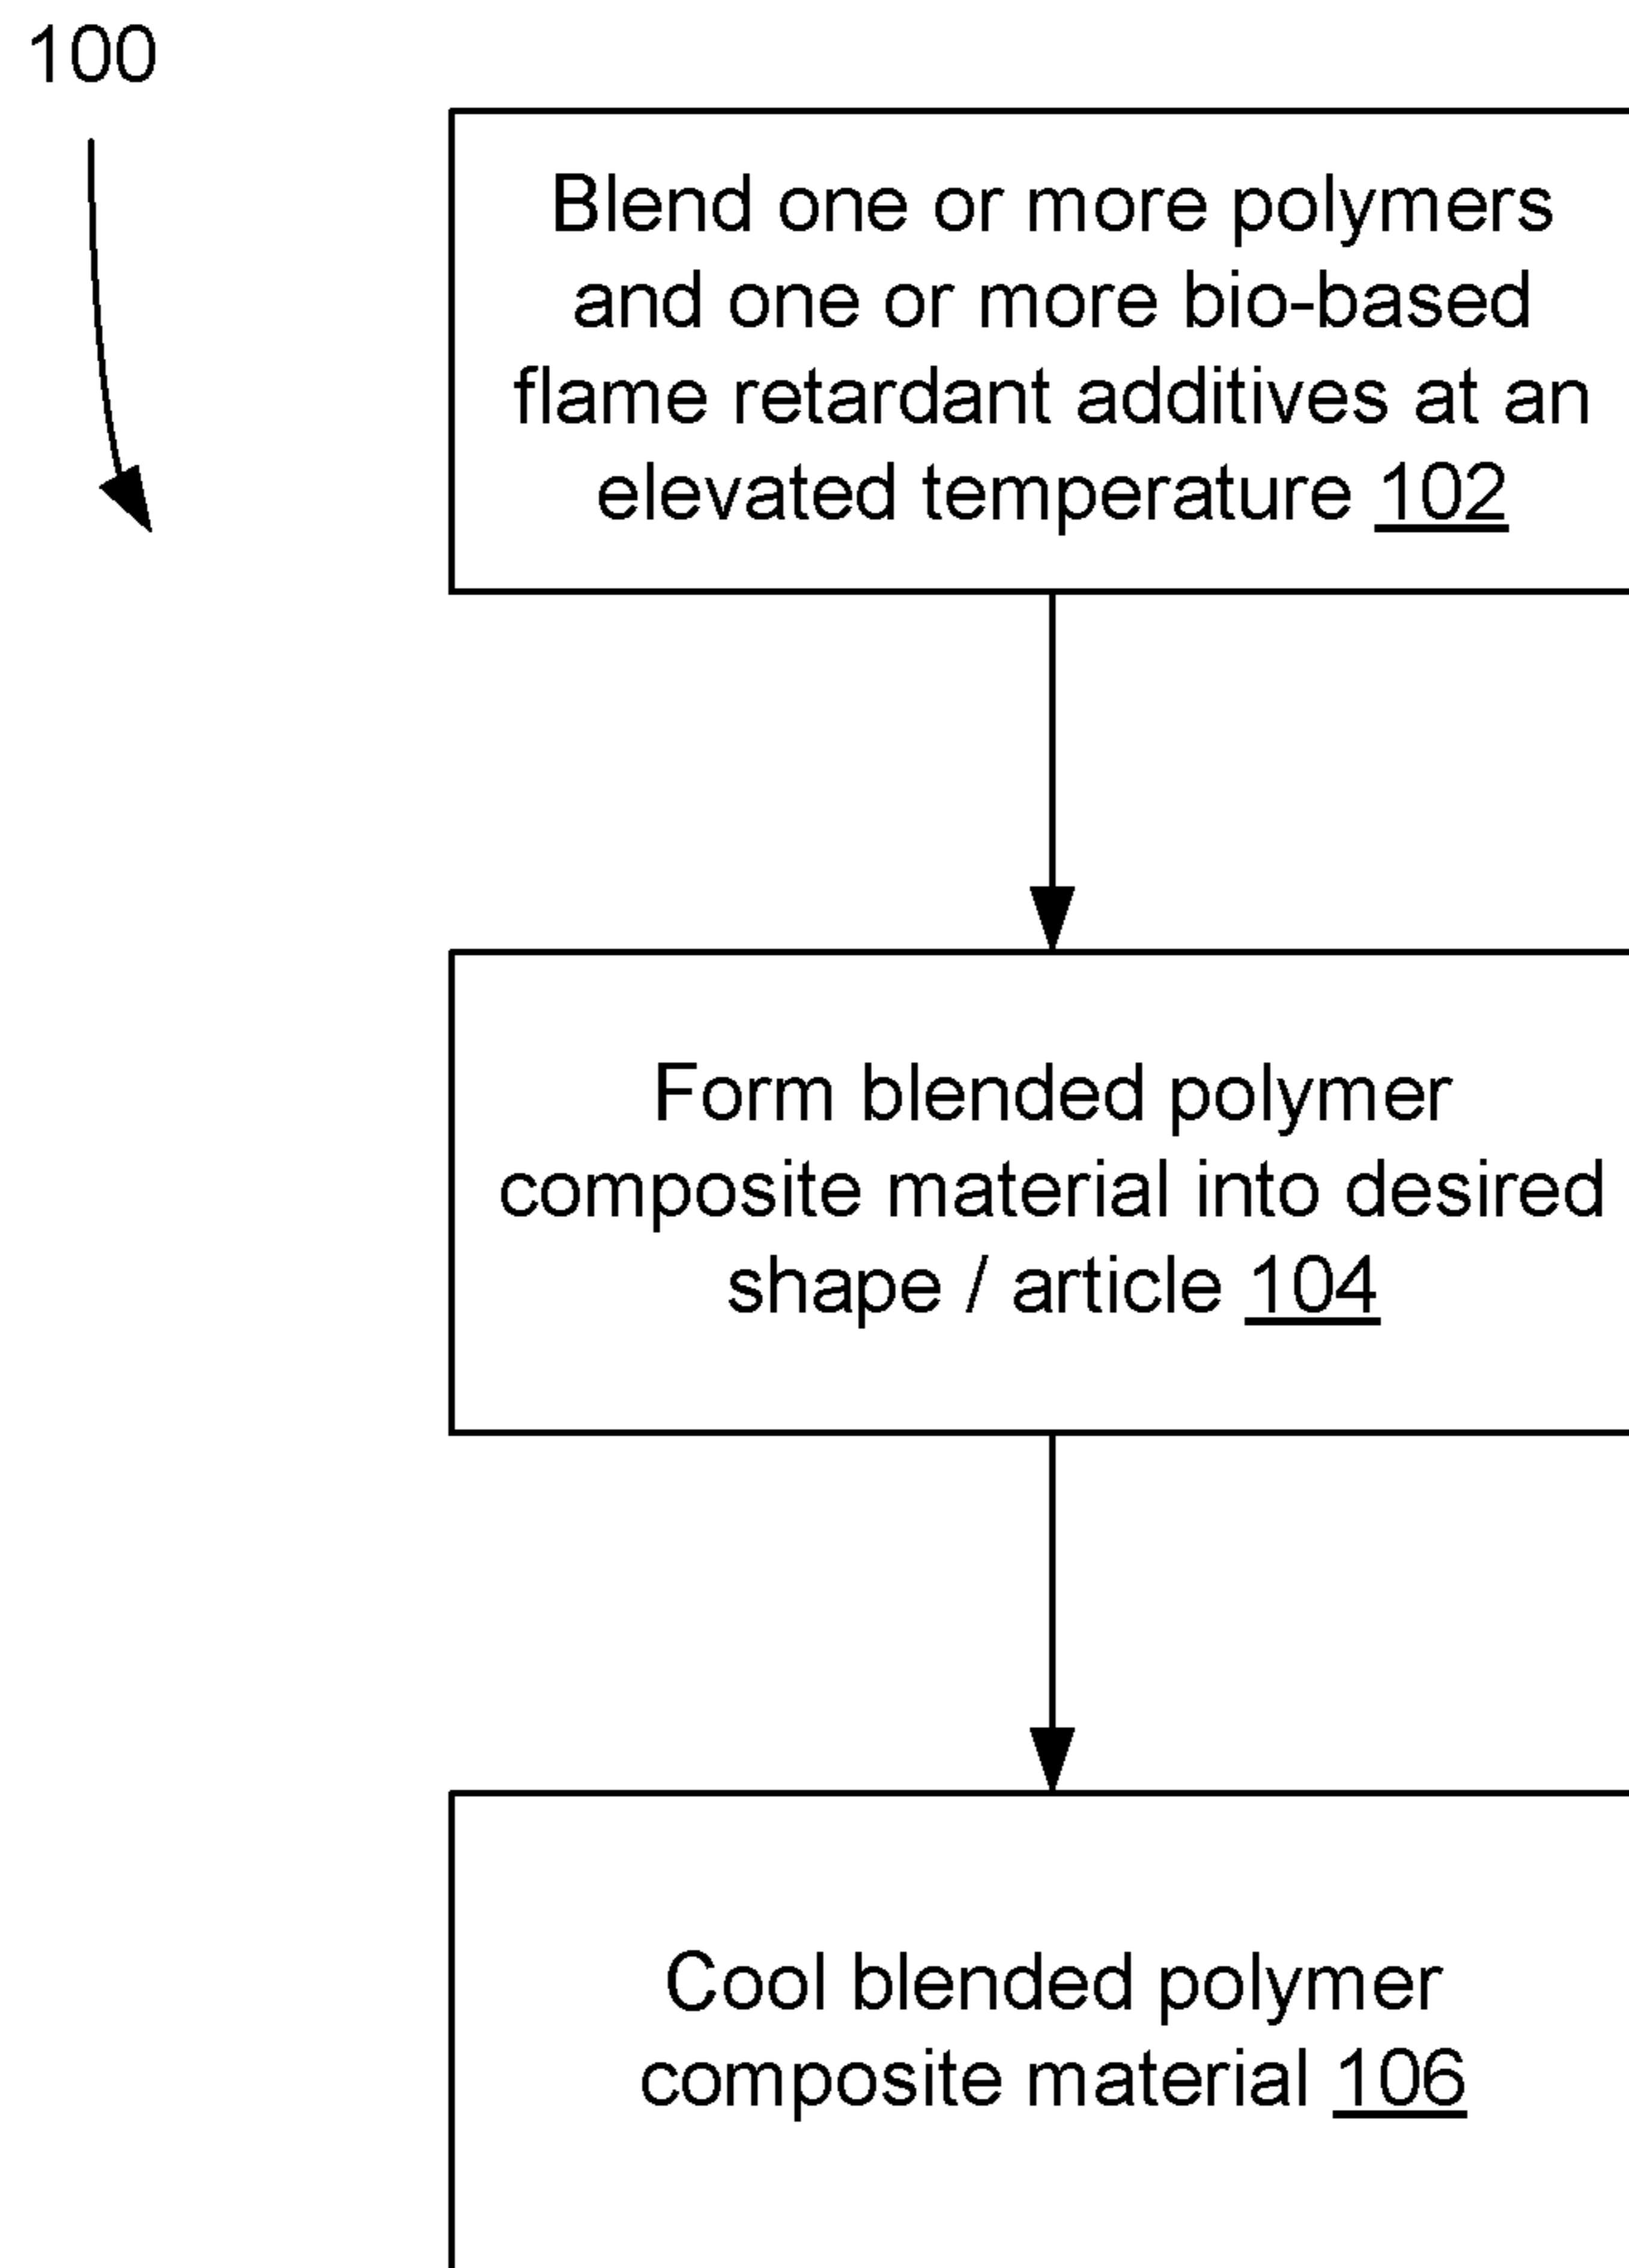 100
Blend one or more polymers
and one or more bio-based
flame retardant additives at an
elevated temperature 102
Form blended polymer
composite material into desired
shape / article 104
Cool blended polymer
composite material 106